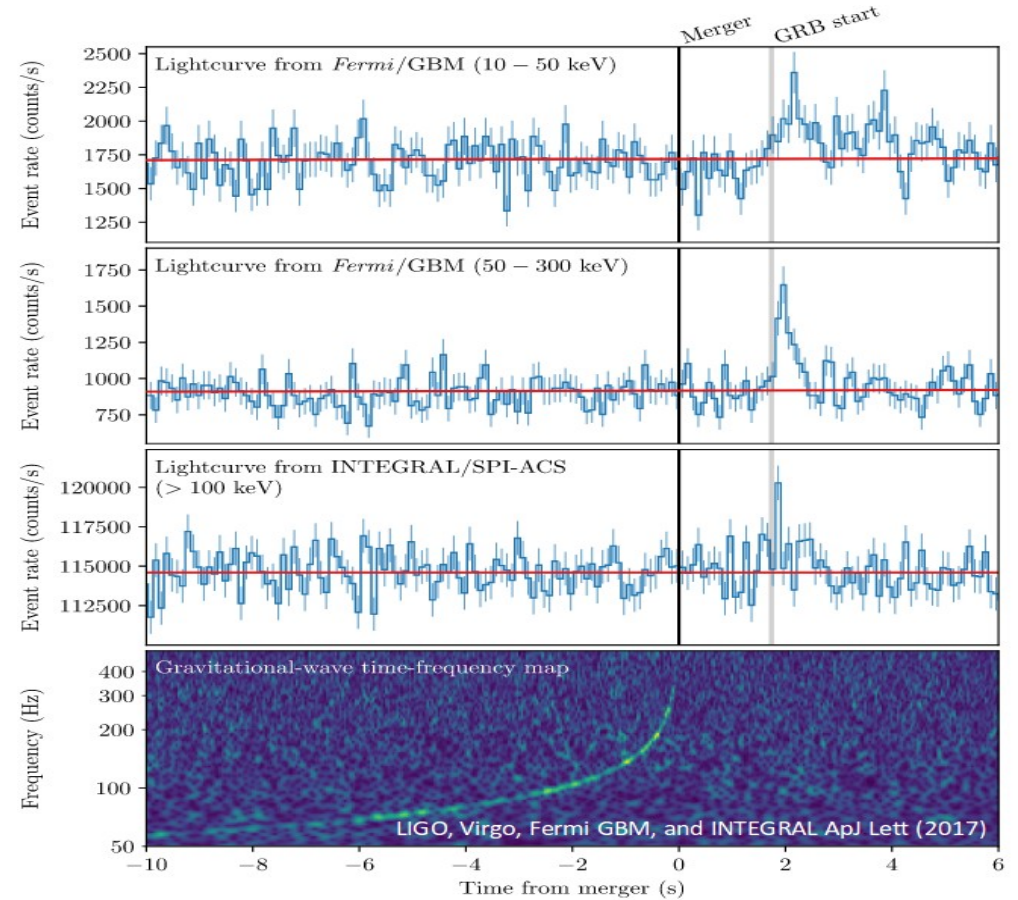 Merger
GRB start
Lightcurve from Fermi/GBM (10 − 50 keV)
Event rate (counts/s)
2500
2250
2000
1750
1500
1250
Lightcurve from Fermi/GBM (50 − 300 keV)
Event rate (counts/s)
1750
1500
1250
1000
750
Lightcurve from INTEGRAL/SPI-ACS
(> 100 keV)
Event rate (counts/s)
120000
117500
115000
112500
Gravitational-wave time-frequency map
Frequency (Hz)
400
300
200
100
50
LIGO, Virgo, Fermi GBM, and INTEGRAL ApJ Lett (2017)
−10 −8 −6 −4 −2 0 2 4 6
Time from merger (s)